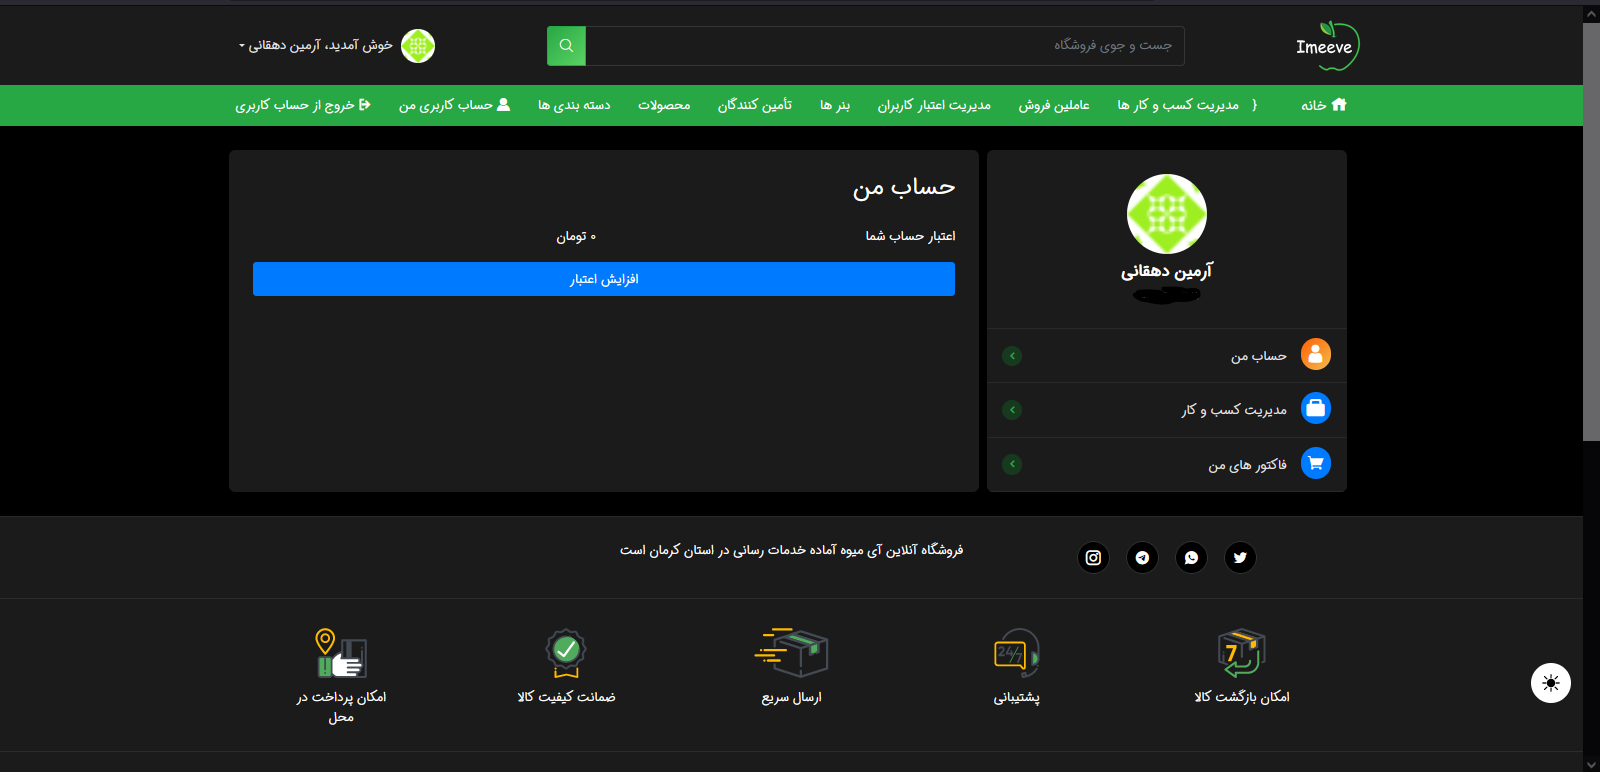 Imeeve
جست و جوی فروشگاه
خوش آمدید، آرمین دهقانی
خانه
{
مدیریت کسب و کار ها
عاملین فروش
مدیریت اعتبار کاربران
بنر ها
تأمین کنندگان
محصولات
دسته بندی ها
حساب کاربری من
خروج از حساب کاربری
آرمین دهقانی
حساب من
مدیریت کسب و کار
فاکتور های من
حساب من
اعتبار حساب شما
۰ تومان
افزایش اعتبار
فروشگاه آنلاین آی میوه آماده خدمات رسانی در استان کرمان است
7
امکان بازگشت کالا
24/7
پشتیبانی
ارسال سریع
ضمانت کیفیت کالا
امکان پرداخت در
محل